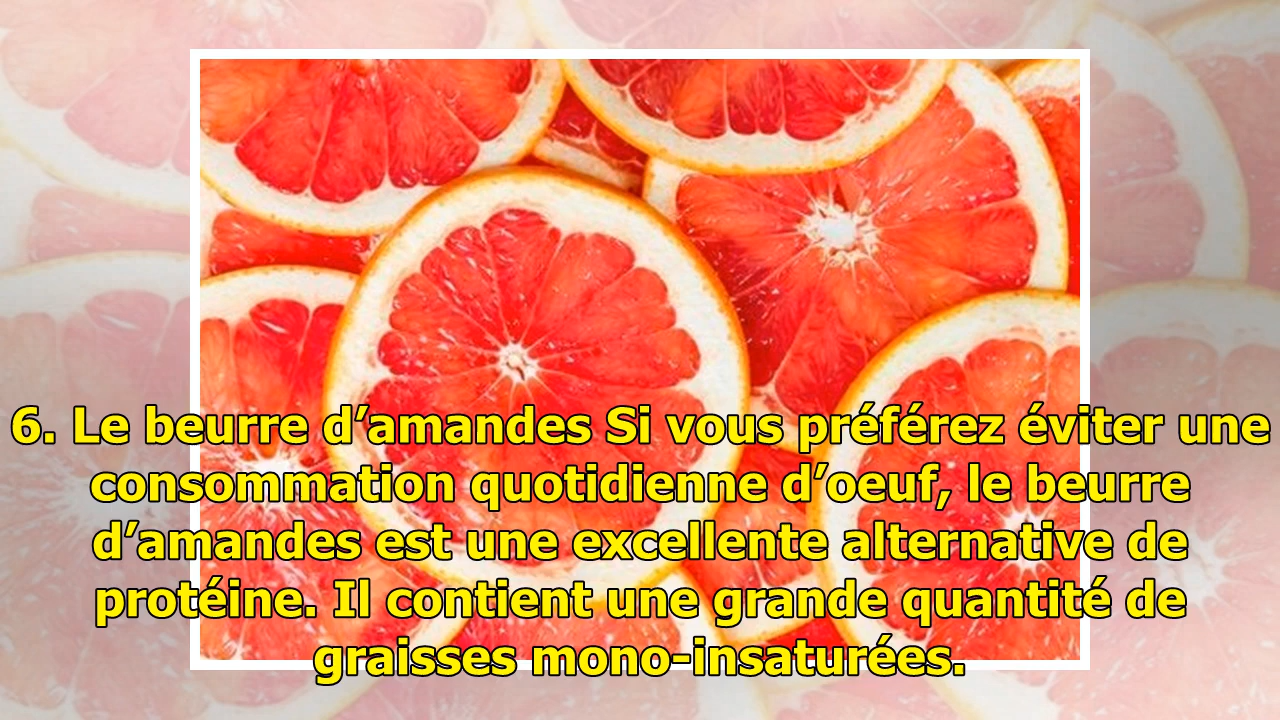 6. Le beurre d’amandes Si vous préférez éviter une
consommation quotidienne d’oeuf, le beurre
d’amandes est une excellente alternative de
protéine. Il contient une grande quantité de
graisses mono-insaturées.